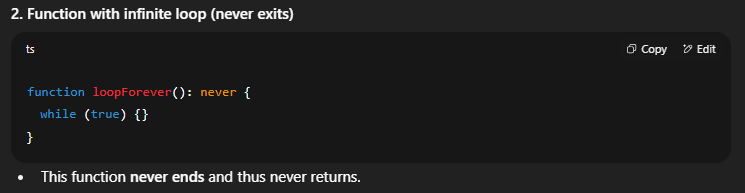 2. Function with infinite loop (never exits)
ts
Copy Edit
function loopForever(): never {
  while (true) {}
}
• This function never ends and thus never returns.